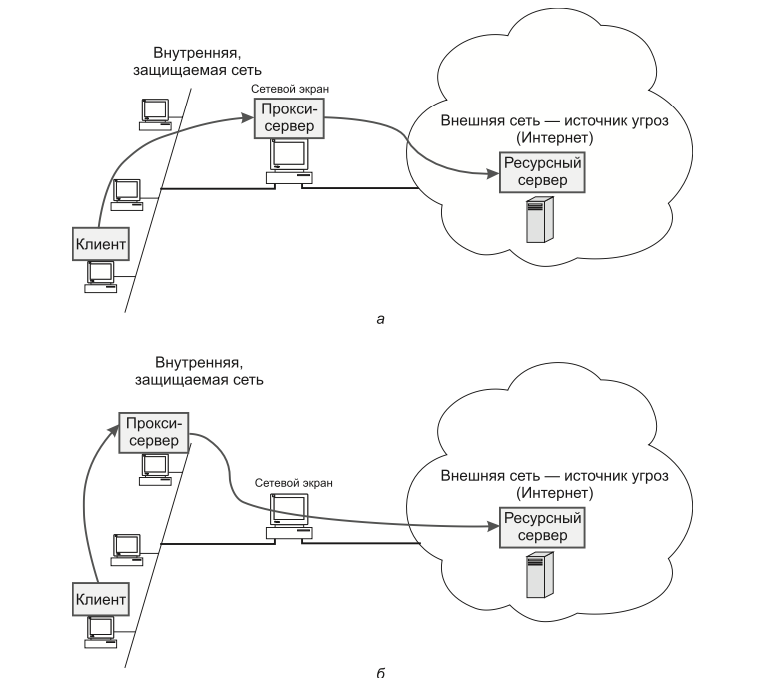 Внутренняя,
защищаемая сеть
Сетевой экран
Прокси-
сервер
Внешняя сеть — источник угроз
(Интернет)
Ресурсный
сервер
Клиент
а
Внутренняя,
защищаемая сеть
Прокси-
сервер
Сетевой экран
Внешняя сеть — источник угроз
(Интернет)
Ресурсный
сервер
Клиент
б